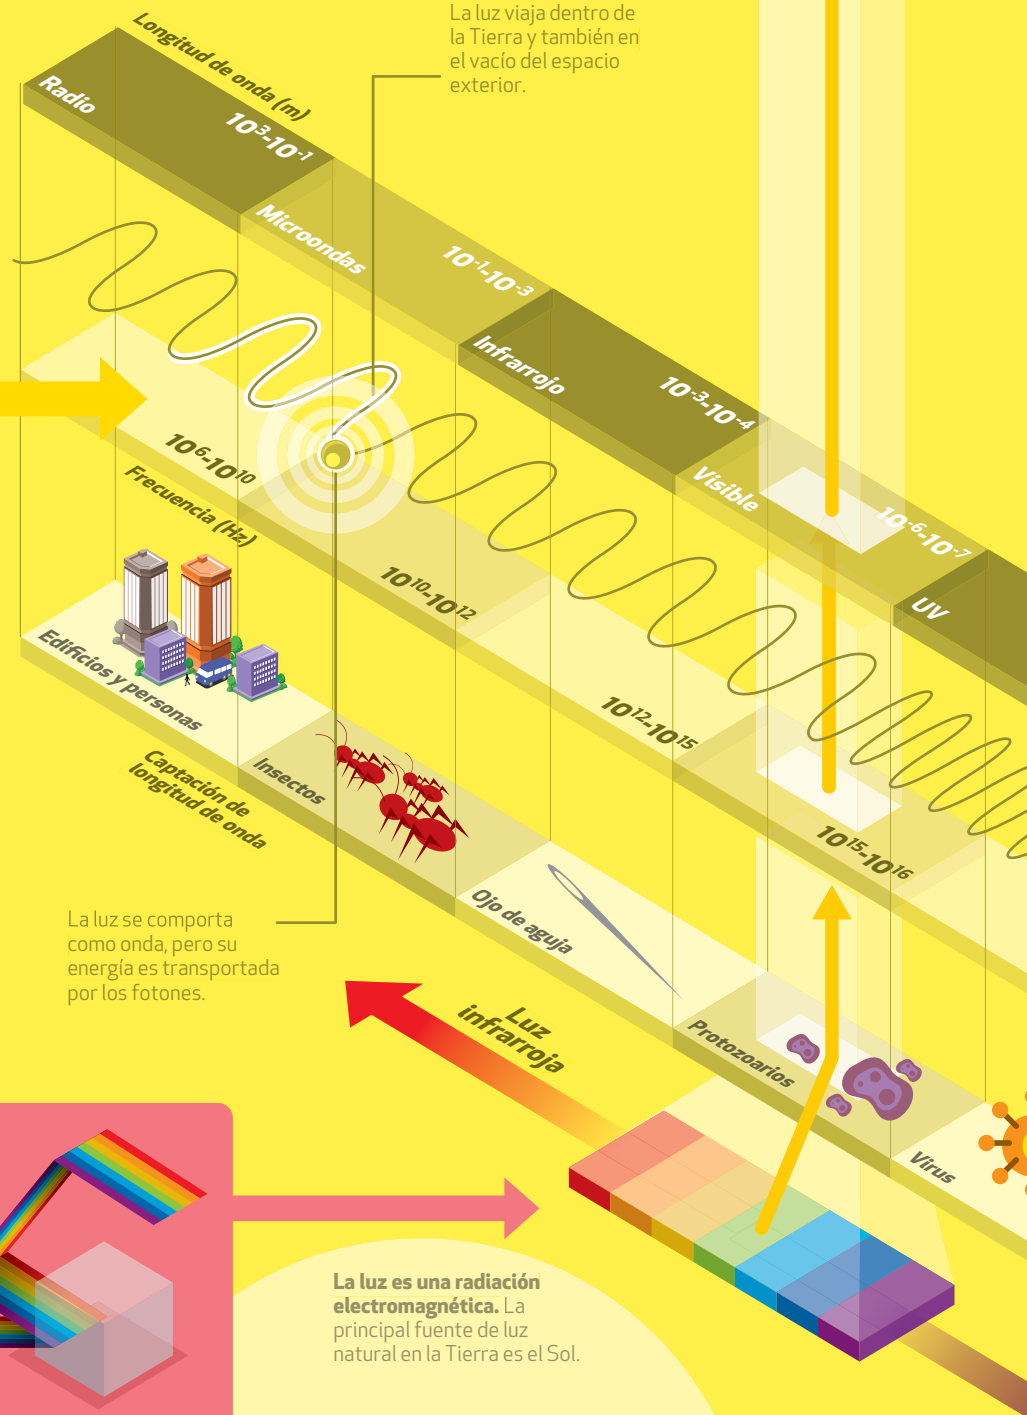 La luz viaja dentro de
la Tierra y también en
el vacío del espacio
exterior.
Longitud de onda (m)
Radio
10³-10⁻¹
Microondas
10⁻¹-10⁻³
Infrarrojo
10⁻³-10⁻⁴
Visible
10⁻⁶-10⁻⁷
UV
10⁶-10¹⁰
Frecuencia (Hz.)
10¹⁰-10¹²
10¹²-10¹⁵
10¹⁵-10¹⁶
Edificios y personas
Captación de
longitud de onda
Insectos
Ojo de aguja
Protozoarios
Virus
La luz se comporta
como onda, pero su
energía es transportada
por los fotones.
Luz
infrarroja
La luz es una radiación
electromagnética. La
principal fuente de luz
natural en la Tierra es el Sol.